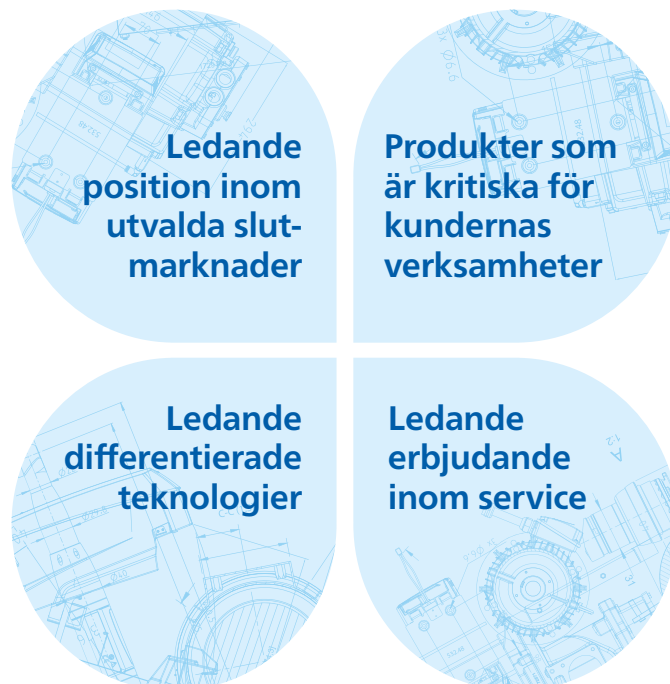 Ledande
position inom
utvalda slut-
marknader
Produkter som
är kritiska för
kundernas
verksamheter
Ledande
differentierade
teknologier
Ledande
erbjudande
inom service